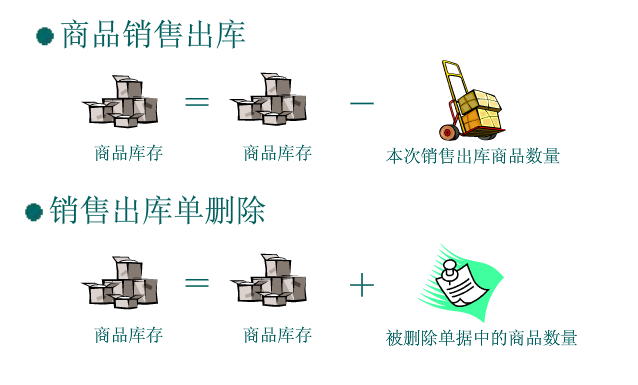 商品销售出库
商品库存 = 商品库存 － 本次销售出库商品数量
销售出库单删除
商品库存 = 商品库存 + 被删除单据中的商品数量